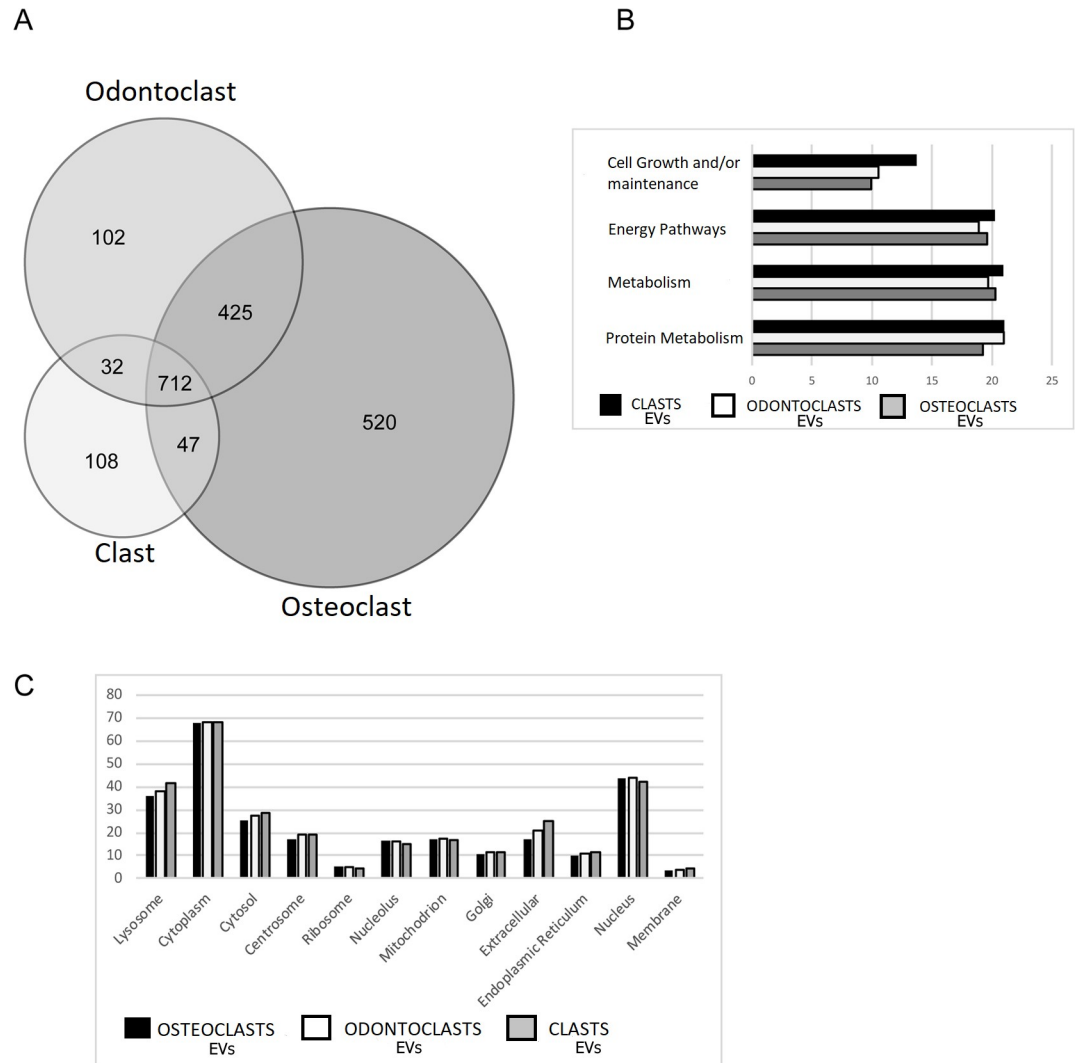 A
B
Odontoclast
102
425
32
712
47
108
520
Clast
Osteoclast
Cell Growth and/or
maintenance
Energy Pathways
Metabolism
Protein Metabolism
0 5 10 15 20 25
CLASTS
EVs
ODONTOCLASTS
EVs
OSTEOCLASTS
EVs
C
80
70
60
50
40
30
20
10
0
Lysosome
Cytoplasm
Cytosol
Centrosome
Ribosome
Nucleolus
Mitochodrion
Golgi
Extracellular
Endoplasmic Reticulum
Nucleus
Membrane
OSTEOCLASTS
EVs
ODONTOCLASTS
EVs
CLASTS
EVs